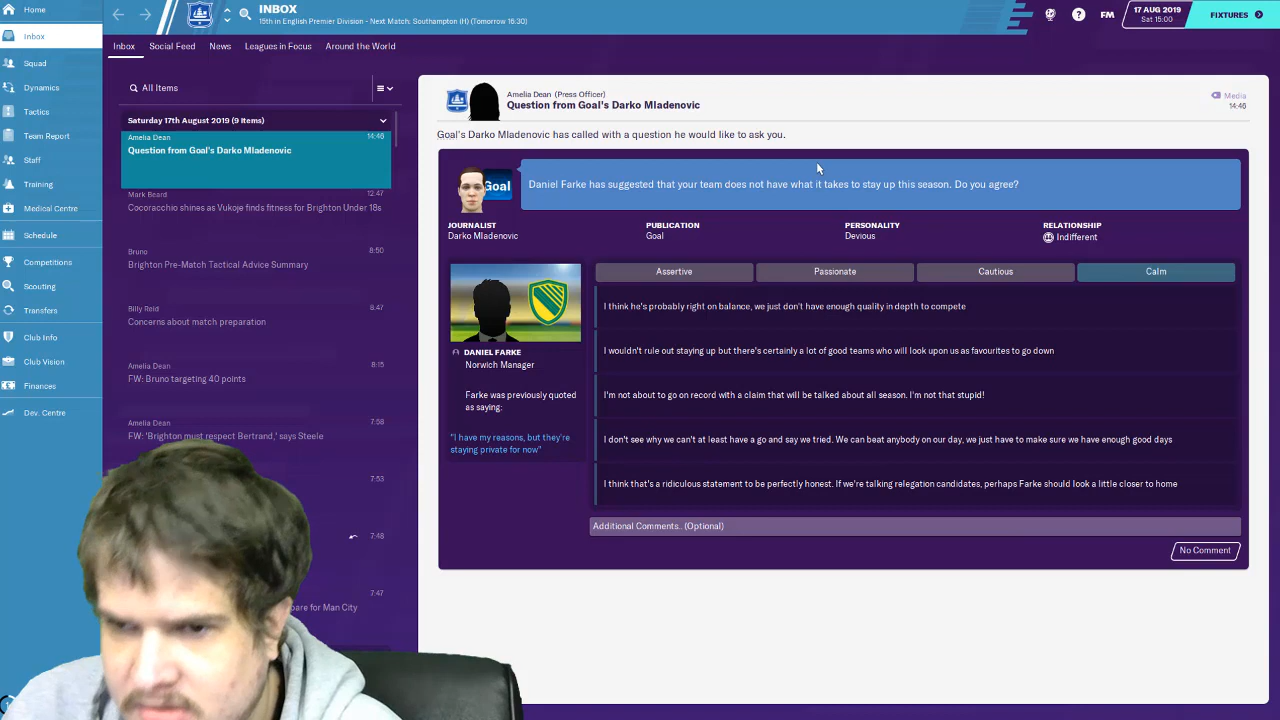 Home
INBOX
15th in English Premier Division - Next Match: Southampton (H) (Tomorrow 16:30)
FM
17 AUG 2019
Sat 15:00
FIXTURES
Inbox
Squad
Dynamics
Tactics
Team Report
Staff
Training
Medical Centre
Schedule
Competitions
Scouting
Transfers
Club Info
Club Vision
Finances
Dev. Centre
Inbox
Social Feed
News
Leagues in Focus
Around the World
All Items
Saturday 17th August 2019 (9 Items)
Amelia Dean
14:46
Question from Goal's Darko Mladenovic
Mark Beard
12:47
Cocoracchio shines as Vukoje finds fitness for Brighton Under 18s
Bruno
8:50
Brighton Pre-Match Tactical Advice Summary
Billy Reid
8:47
Concerns about match preparation
Amelia Dean
8:15
FW: Bruno targeting 40 points
Amelia Dean
7:58
FW: 'Brighton must respect Bertrand,' says Steele
7:53
7:48
7:47
pare for Man City
Amelia Dean (Press Officer)
Question from Goal's Darko Mladenovic
Media
14:46
Goal's Darko Mladenovic has called with a question he would like to ask you.
Goal
Daniel Farke has suggested that your team does not have what it takes to stay up this season. Do you agree?
JOURNALIST
Darko Mladenovic
PUBLICATION
Goal
PERSONALITY
Devious
RELATIONSHIP
Indifferent
Assertive
Passionate
Cautious
Calm
DANIEL FARKE
Norwich Manager
Farke was previously quoted
as saying:
"I have my reasons, but they're
staying private for now"
I think he's probably right on balance, we just don't have enough quality in depth to compete
I wouldn't rule out staying up but there's certainly a lot of good teams who will look upon us as favourites to go down
I'm not about to go on record with a claim that will be talked about all season. I'm not that stupid!
I don't see why we can't at least have a go and say we tried. We can beat anybody on our day, we just have to make sure we have enough good days
I think that's a ridiculous statement to be perfectly honest. If we're talking relegation candidates, perhaps Farke should look a little closer to home
Additional Comments.. (Optional)
No Comment